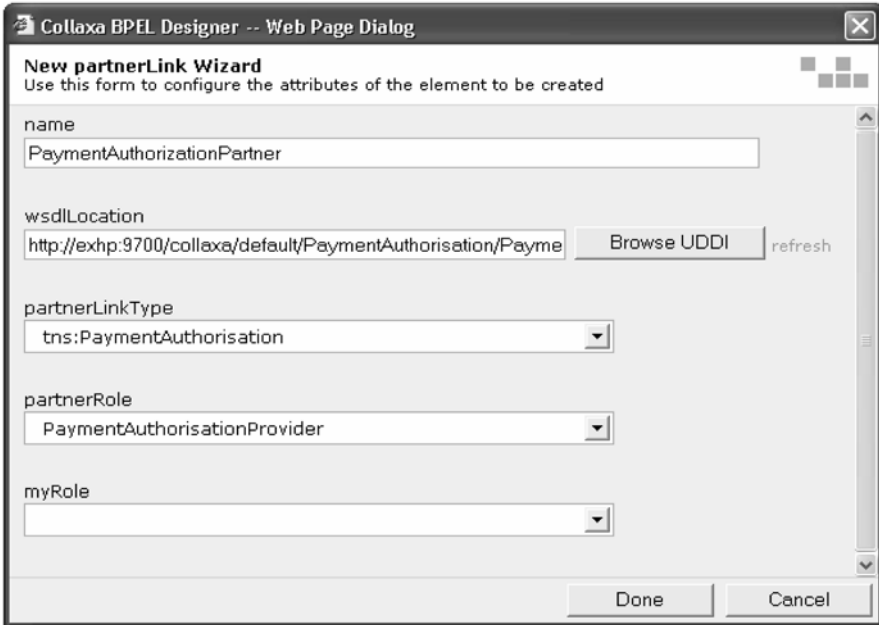 Collaxa BPEL Designer -- Web Page Dialog
New partnerLink Wizard
Use this form to configure the attributes of the element to be created
name
PaymentAuthorizationPartner
wsdlLocation
http://exhp:9700/collaxa/default/PaymentAuthorisation/Payme Browse UDDI refresh
partnerLinkType
tns:PaymentAuthorisation
partnerRole
PaymentAuthorisationProvider
myRole
Done Cancel